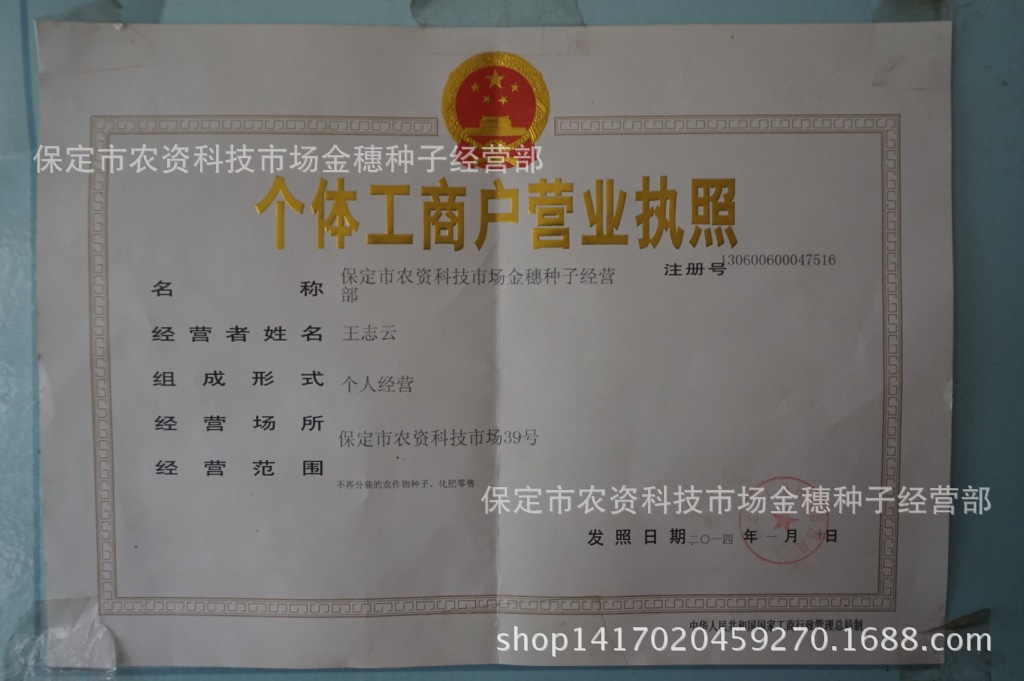 保定市农资科技市场金穗种子经营部
个体工商户营业执照
注册号 130600600047516
名称 保定市农资科技市场金穗种子经营
部
经营者姓名 王志云
组成形式 个人经营
经营场所 保定市农资科技市场39号
经营范围 不再分装的农作物种子、化肥零售
保定市农资科技市场金穗种子经营部
发照日期 二〇一四 年 一 月 日
中华人民共和国国家工商行政管理总局制
shop1417020459270.1688.com